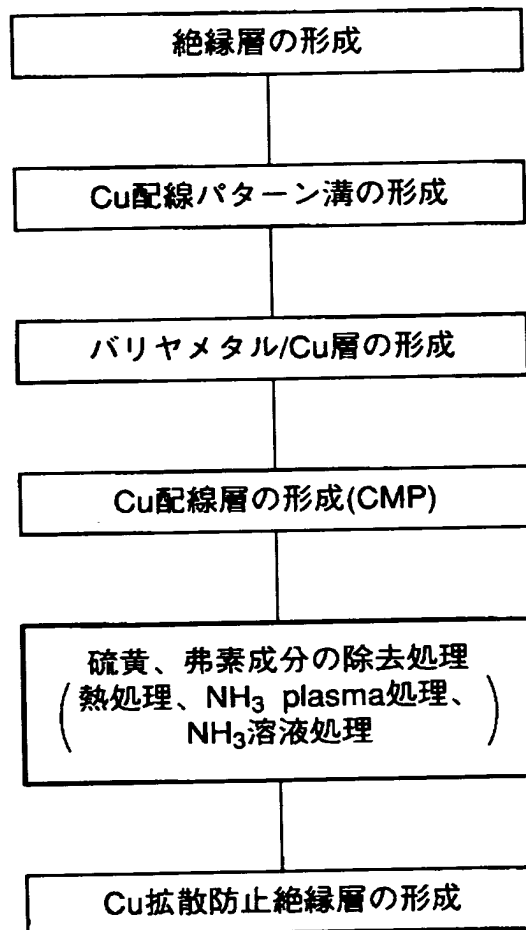 絶縁層の形成
Cu配線パターン溝の形成
バリヤメタル/Cu層の形成
Cu配線層の形成(CMP)
硫黄、弗素成分の除去処理
(熱処理、NH₃ plasma処理、
NH₃溶液処理)
Cu拡散防止絶縁層の形成